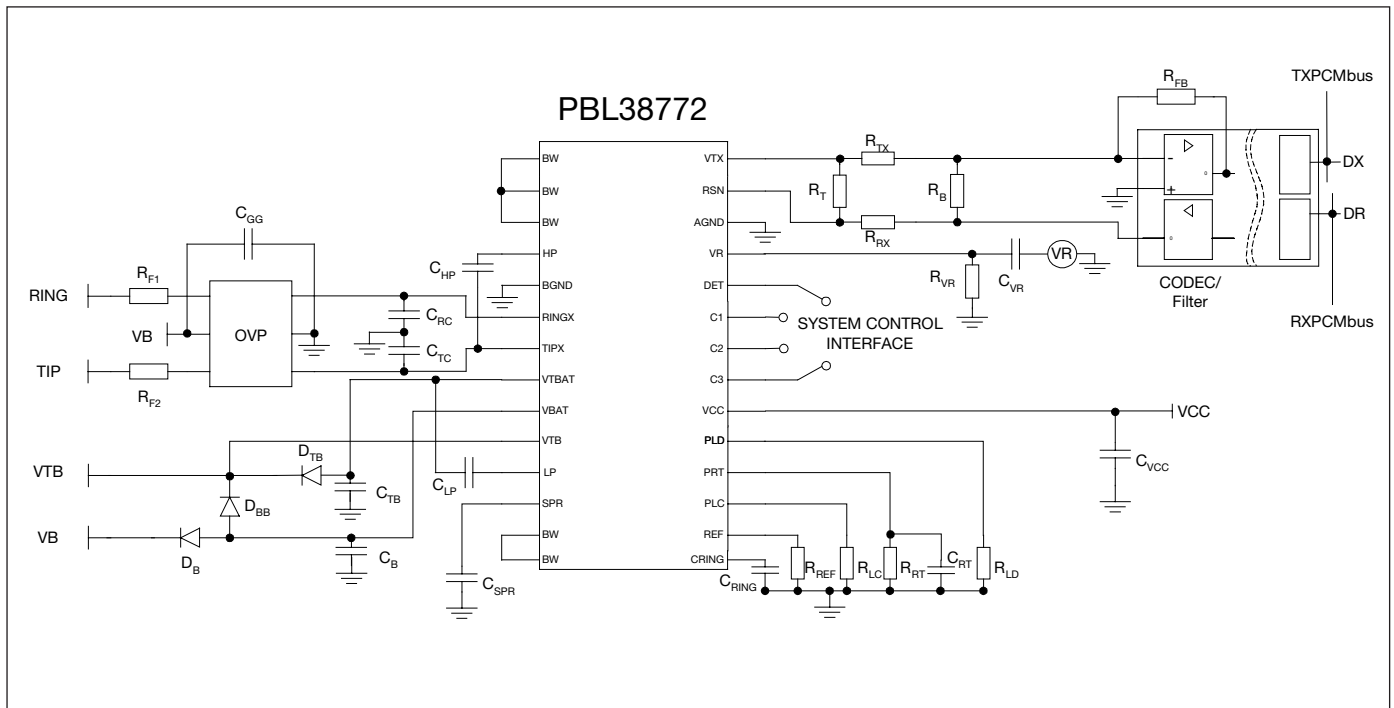 PBL38772
TXPCMbus
RFB
DX
DR
CODEC/
Filter
RXPCMbus
BW
BW
BW
HP
BGND
RINGX
TIPX
VTBAT
VBAT
VTB
LP
SPR
BW
BW
VTX
RSN
AGND
VR
DET
C1
C2
C3
VCC
PLD
PRT
PLC
REF
CRING
RTX
RT
RB
RRX
-
+
o
o
RVR
CVR
VR
SYSTEM CONTROL
INTERFACE
VCC
CVCC
CGG
RF1
RING
VB
OVP
TIP
RF2
CHP
CRC
CTC
VTB
DTB
CTB
CLP
DBB
VB
DB
CB
CSPR
CRING
RREF
RLC
RRT
CRT
RLD